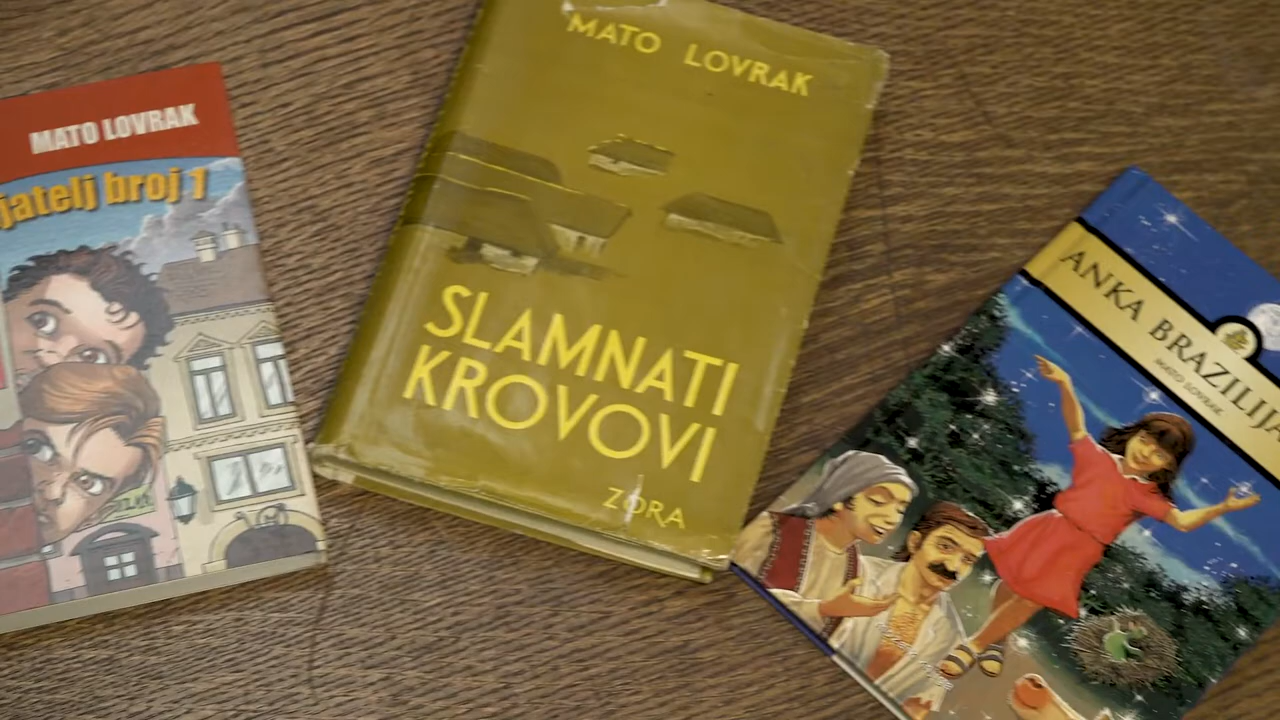 MATO LOVRAK
jatelj broj 1
MATO LOVRAK
SLAMNATI
KROVOVI
ZORA
ANKA BRAZILIJA
MATO LOVRAK